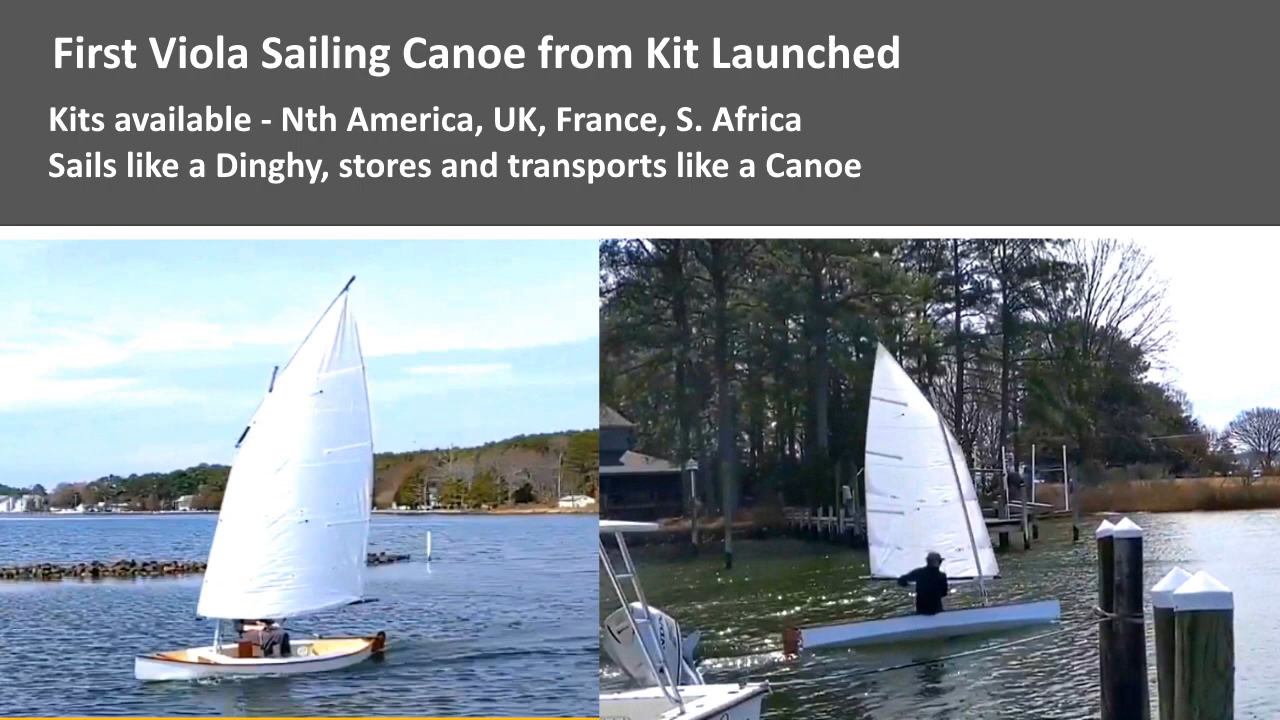 First Viola Sailing Canoe from Kit Launched
Kits available - Nth America, UK, France, S. Africa
Sails like a Dinghy, stores and transports like a Canoe